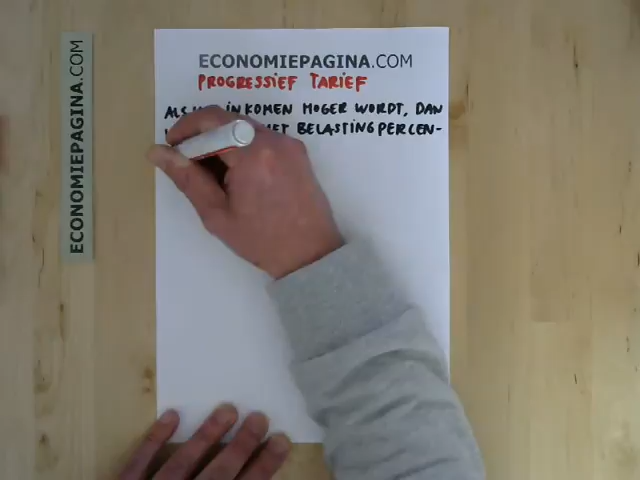 ECONOMIEPAGINA.COM
ECONOMIEPAGINA.COM
PROGRESSIEF TARIEF
ALS INKOMEN HOGER WORDT, DAN
BELASTINGPERCEN-